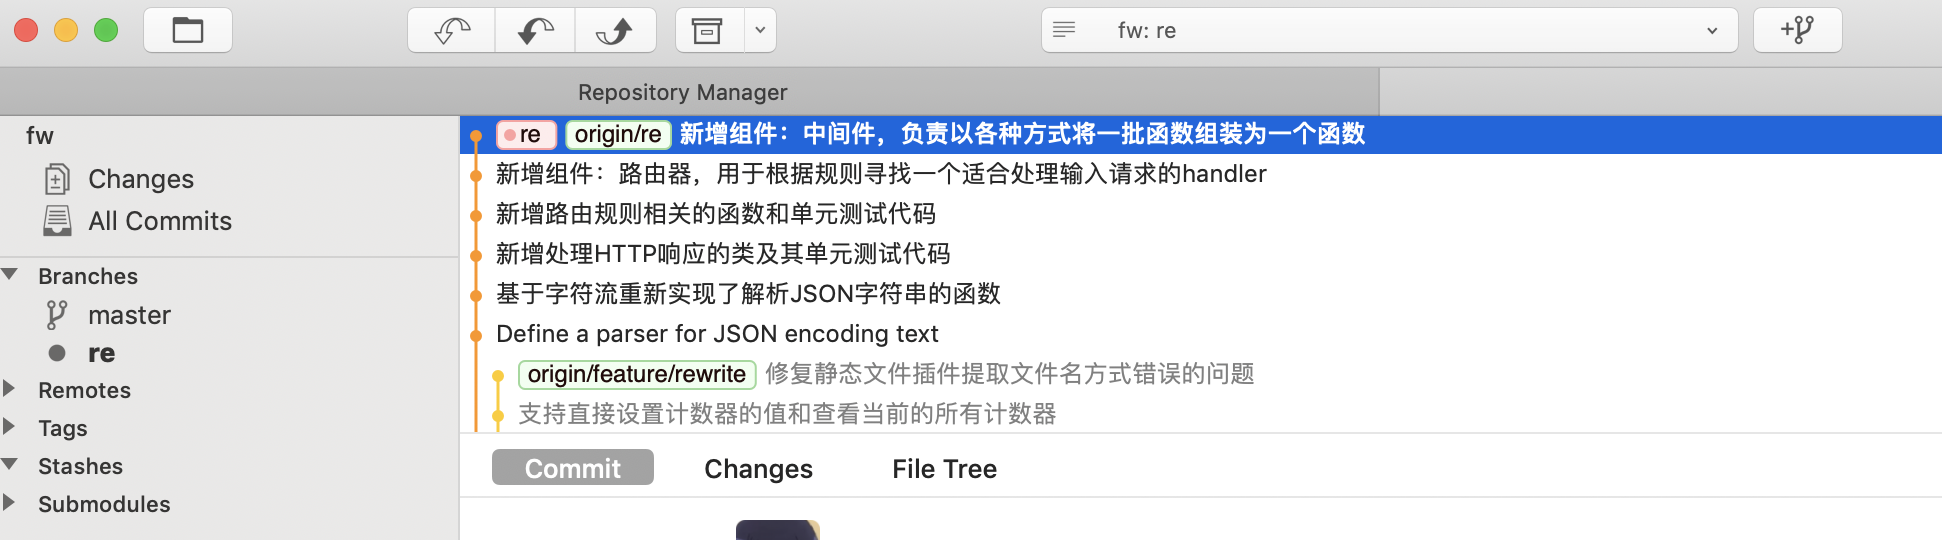 fw: re
Repository Manager
fw
Changes
All Commits
Branches
master
re
Remotes
Tags
Stashes
Submodules
re origin/re 新增组件：中间件，负责以各种方式将一批函数组装为一个函数
新增组件：路由器，用于根据规则寻找一个适合处理输入请求的handler
新增路由规则相关的函数和单元测试代码
新增处理HTTP响应的类及其单元测试代码
基于字符流重新实现了解析JSON字符串的函数
Define a parser for JSON encoding text
origin/feature/rewrite 修复静态文件插件提取文件名方式错误的问题
支持直接设置计数器的值和查看当前的所有计数器
Commit Changes File Tree